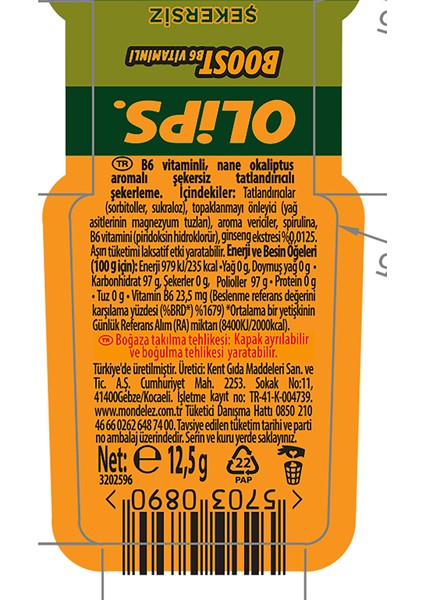 ŞEKERSİZ
BOOST B6 VİTAMİNLİ
OLiPS.
TR B6 vitaminli, nane okaliptus
aromalı şekersiz tatlandırıcılı
şekerleme. İçindekiler: Tatlandırıcılar
(sorbitoller, sukraloz), topaklanmayı önleyici (yağ
asitlerinin magnezyum tuzları), aroma vericiler, spirulina,
B6 vitamini (piridoksin hidroklorür), ginseng ekstresi %0,0125.
Aşırı tüketimi laksatif etki yaratabilir. Enerji ve Besin Öğeleri
(100 g için): Enerji 979 kJ/235 kcal • Yağ 0 g, Doymuş yağ 0 g •
Karbonhidrat 97 g, Şekerler 0 g, Polioller 97 g • Protein 0 g
• Tuz 0 g • Vitamin B6 23,5 mg (Beslenme referans değerini
karşılama yüzdesi (%BRD*) %1679) *Ortalama bir yetişkinin
Günlük Referans Alım (RA) miktarı (8400KJ/2000kcal).
TR Boğaza takılma tehlikesi: Kapak ayrılabilir
ve boğulma tehlikesi yaratabilir.
Türkiye'de üretilmiştir. Üretici: Kent Gıda Maddeleri San. ve
Tic. A.Ş. Cumhuriyet Mah. 2253. Sokak No:11,
41400Gebze/Kocaeli. İşletme kayıt no: TR-41-K-004739.
www.mondelez.com.tr Tüketici Danışma Hattı 0850 210
46 66 0262 648 74 00. Tavsiye edilen tüketim tarihi ve parti
no ambalaj üzerindedir. Serin ve kuru yerde saklayınız.
Net: e 12,5 g
3202596
22
PAP
5703 0890 >